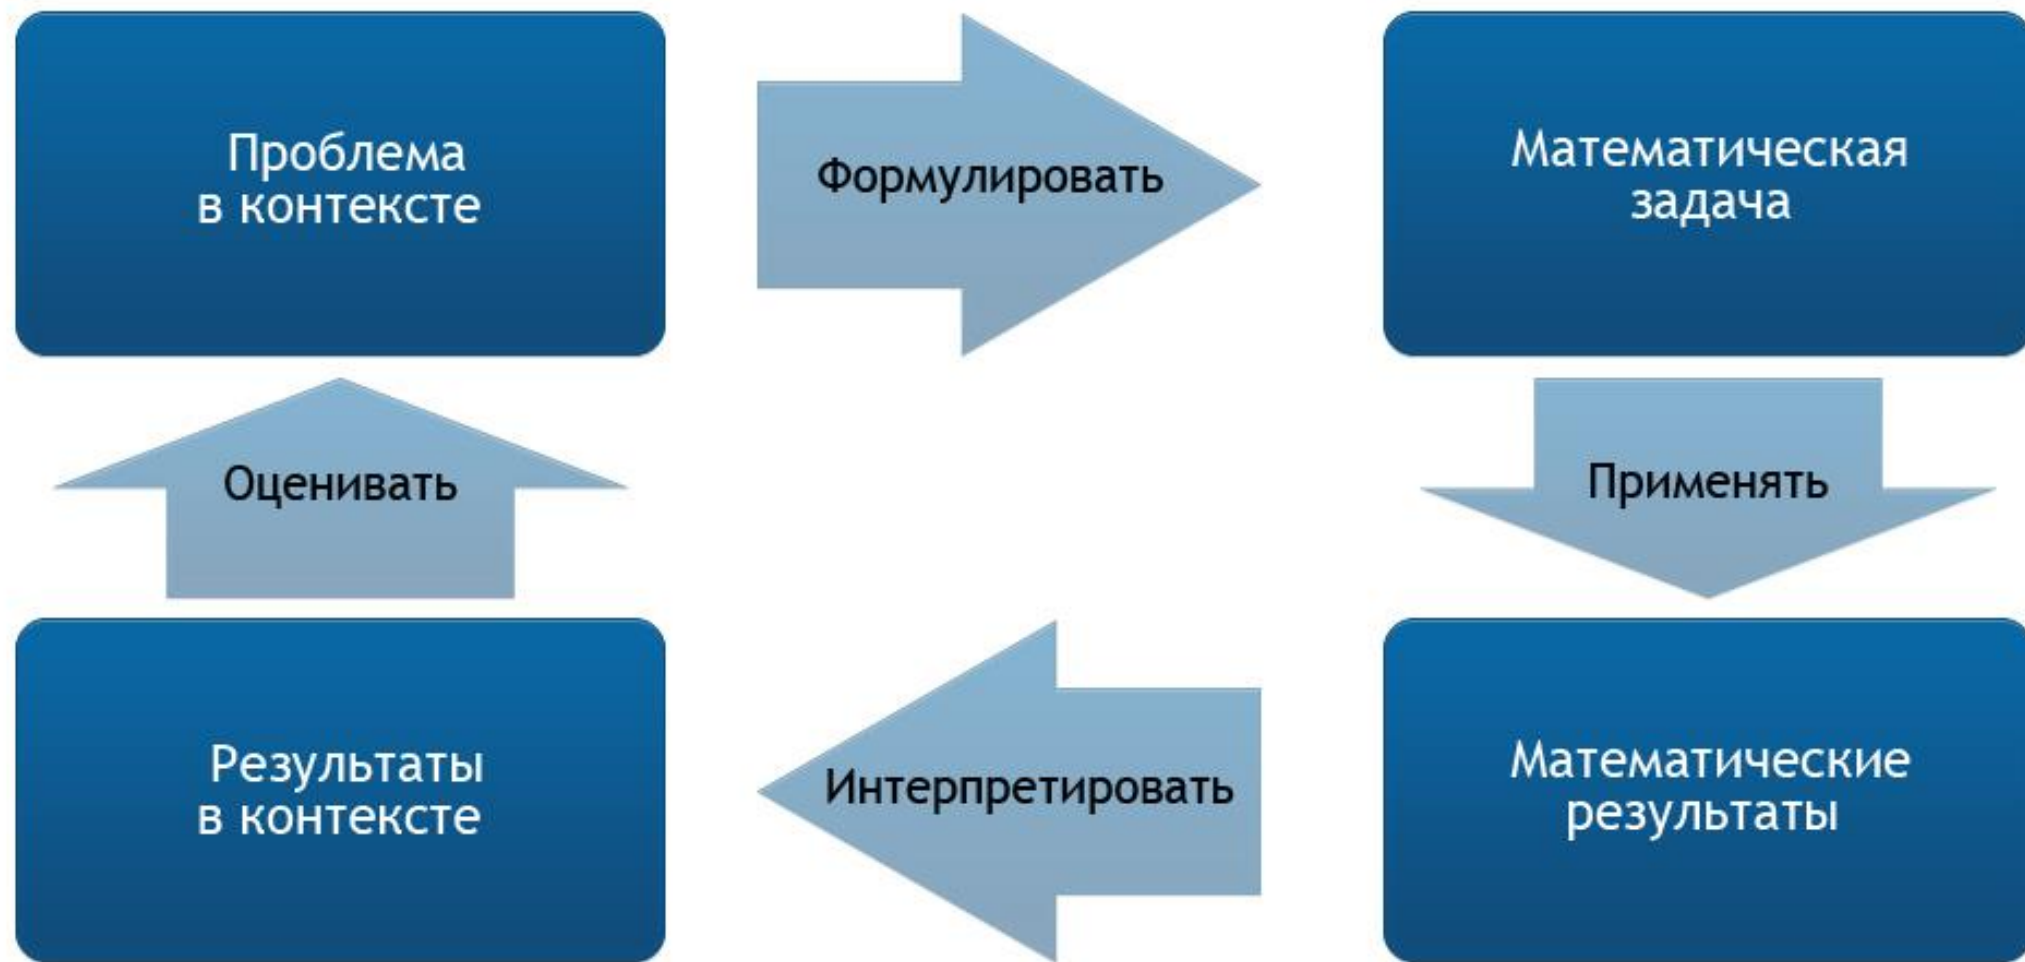 Проблема
в контексте
Формулировать
Математическая
задача
Оценивать
Применять
Результаты
в контексте
Интерпретировать
Математические
результаты